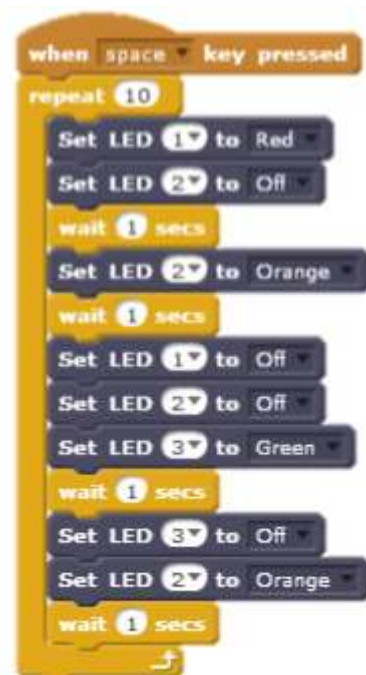 when space key pressed
repeat 10
Set LED 1 to Red
Set LED 2 to Off
wait 1 secs
Set LED 2 to Orange
wait 1 secs
Set LED 1 to Off
Set LED 2 to Off
Set LED 3 to Green
wait 1 secs
Set LED 3 to Off
Set LED 2 to Orange
wait 1 secs